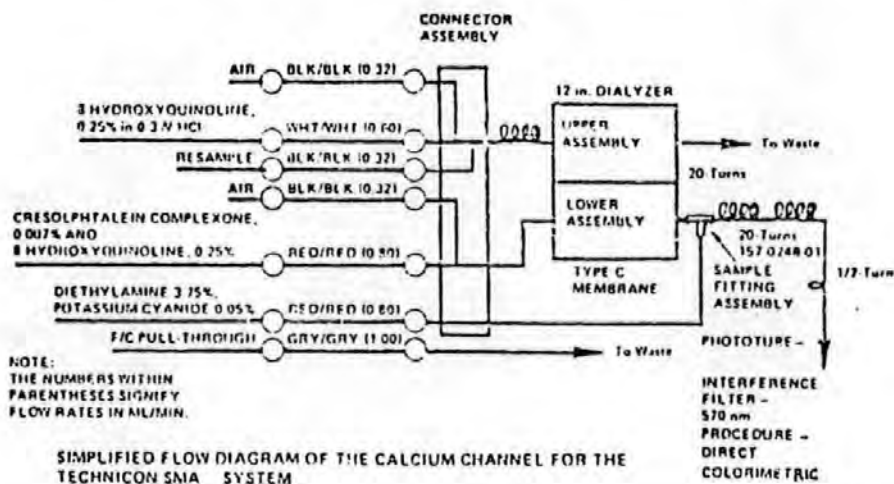 CONNECTOR
ASSEMBLY
AIR BLK/BLK (0.32)
8 HYDROXYQUINOLINE,
0.25% in 0.3 N HCl WHT/WHT (0.60)
RESAMPLE BLK/BLK (0.32)
AIR BLK/BLK (0.32)
CRESOLPHTALEIN COMPLEXONE,
0.007% AND
8 HYDROXYQUINOLINE, 0.25% RED/RED (0.80)
DIETHYLAMINE 3.75%,
POTASSIUM CYANIDE 0.05% RED/RED (0.80)
F/C PULL-THROUGH GRY/GRY (1.00) To Waste
12 in. DIALYZER
UPPER
ASSEMBLY
To Waste
20-Turns
LOWER
ASSEMBLY
TYPE C
MEMBRANE
20-Turns
157-0248-01
SAMPLE
FITTING
ASSEMBLY
1/2-Turn
PHOTOTUBE –
INTERFERENCE
FILTER –
570 nm
PROCEDURE –
DIRECT
COLORIMETRIC
NOTE:
THE NUMBERS WITHIN
PARENTHESES SIGNIFY
FLOW RATES IN ML/MIN.
SIMPLIFIED FLOW DIAGRAM OF THE CALCIUM CHANNEL FOR THE
TECHNICON SMA SYSTEM